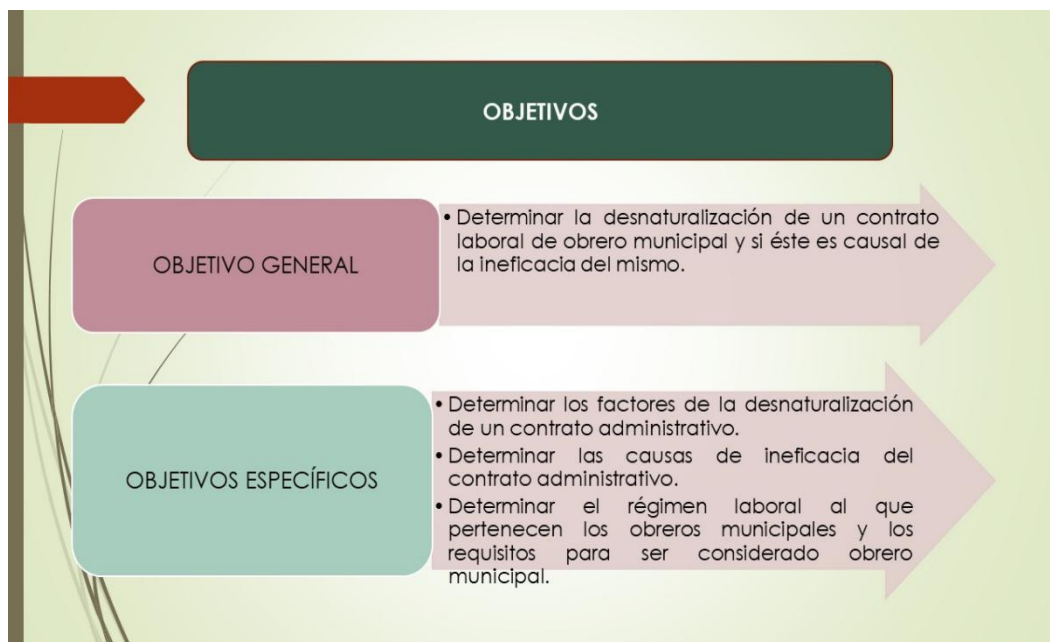 OBJETIVOS
OBJETIVO GENERAL
• Determinar la desnaturalización de un contrato
laboral de obrero municipal y si éste es causal de
la ineficacia del mismo.
OBJETIVOS ESPECÍFICOS
• Determinar los factores de la desnaturalización
de un contrato administrativo.
• Determinar las causas de ineficacia del
contrato administrativo.
• Determinar el régimen laboral al que
pertenecen los obreros municipales y los
requisitos para ser considerado obrero
municipal.